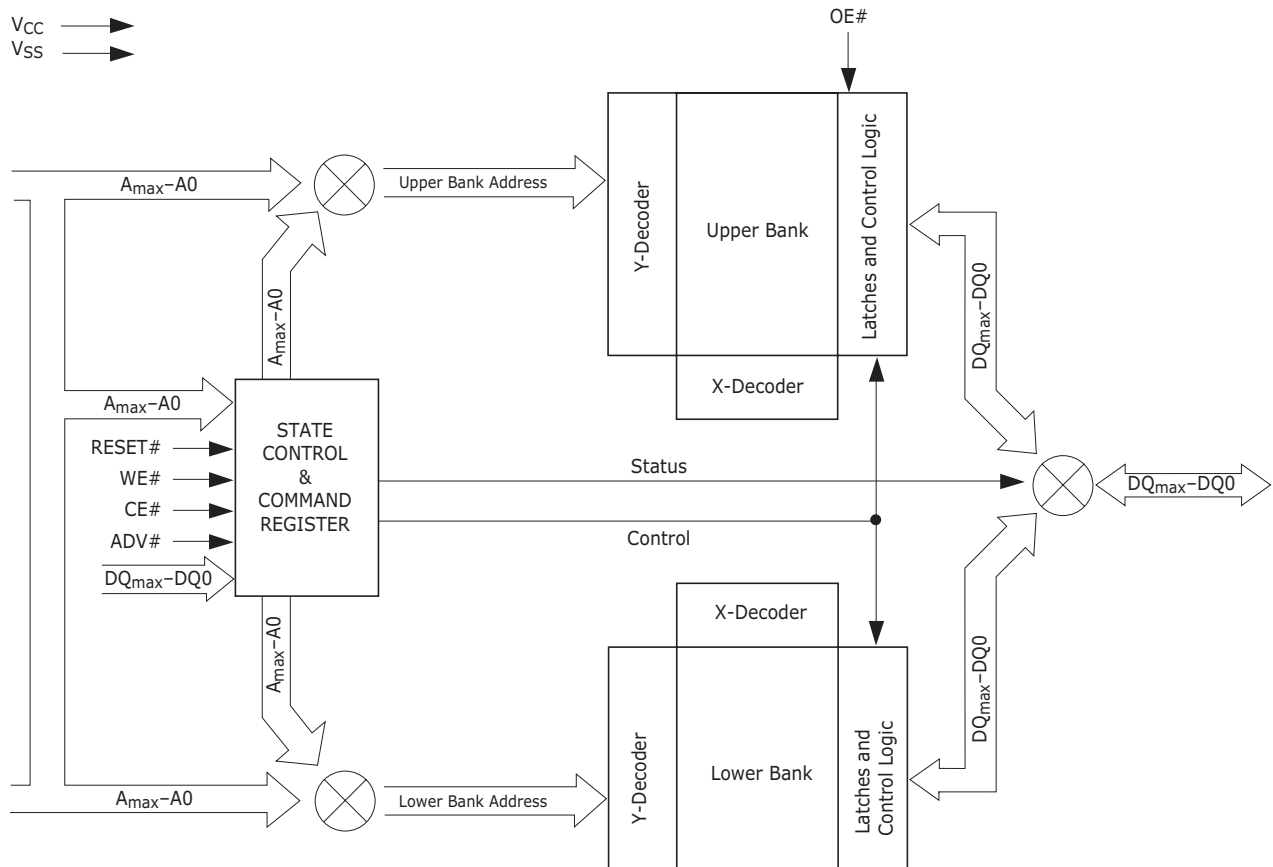 VCC
VSS
OE#
Amax–A0
Upper Bank Address
Y-Decoder
Upper Bank
Latches and Control Logic
X-Decoder
DQmax–DQ0
Amax–A0
Amax–A0
STATE
CONTROL
&
COMMAND
REGISTER
RESET#
WE#
CE#
ADV#
DQmax–DQ0
Status
Control
DQmax–DQ0
Amax–A0
X-Decoder
Y-Decoder
Lower Bank
Latches and
Control Logic
DQmax–DQ0
Amax–A0
Lower Bank Address